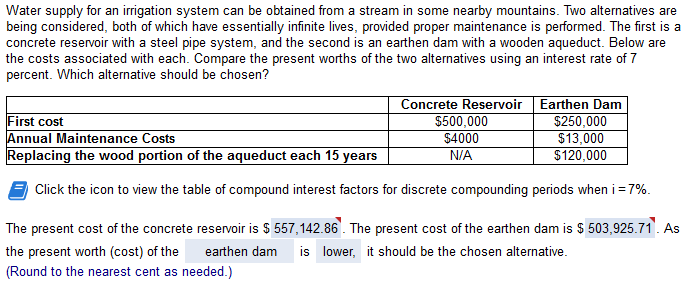 Water supply for an irrigation system can be obtained from a stream in some nearby mountains. Two alternatives are
being considered, both of which have essentially infinite lives, provided proper maintenance is performed. The first is a
concrete reservoir with a steel pipe system, and the second is an earthen dam with a wooden aqueduct. Below are
the costs associated with each. Compare the present worths of the two alternatives using an interest rate of 7
percent. Which alternative should be chosen?
Concrete Reservoir Earthen Dam
First cost $500,000 $250,000
Annual Maintenance Costs $4000 $13,000
Replacing the wood portion of the aqueduct each 15 years N/A $120,000
Click the icon to view the table of compound interest factors for discrete compounding periods when i = 7%.
The present cost of the concrete reservoir is $ 557,142.86 . The present cost of the earthen dam is $ 503,925.71 . As
the present worth (cost) of the earthen dam is lower, it should be the chosen alternative.
(Round to the nearest cent as needed.)